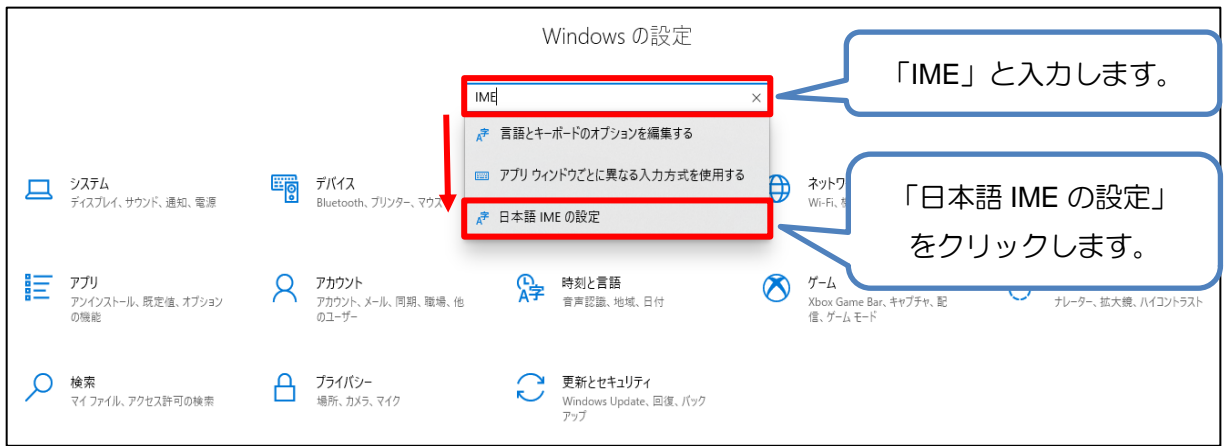 Windows の設定
IME
「IME」と入力します。
言語とキーボードのオプションを編集する
アプリ ウィンドウごとに異なる入力方式を使用する
日本語 IME の設定
「日本語 IME の設定」
をクリックします。
システム
ディスプレイ、サウンド、通知、電源
デバイス
Bluetooth、プリンター、マウス
ネットワ
Wi-Fi、
アプリ
アンインストール、既定値、オプション
の機能
アカウント
アカウント、メール、同期、職場、他
のユーザー
時刻と言語
音声認識、地域、日付
ゲーム
Xbox Game Bar、キャプチャ、配
信、ゲーム モード
ナレーター、拡大鏡、ハイコントラスト
検索
マイ ファイル、アクセス許可の検索
プライバシー
場所、カメラ、マイク
更新とセキュリティ
Windows Update、回復、バック
アップ